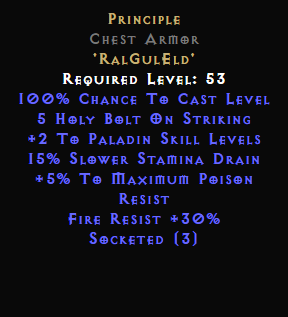 Principle
Chest Armor
'RalGulEld'
Required Level: 53
100% Chance To Cast Level
5 Holy Bolt On Striking
+2 To Paladin Skill Levels
15% Slower Stamina Drain
+5% To Maximum Poison
Resist
Fire Resist +30%
Socketed (3)